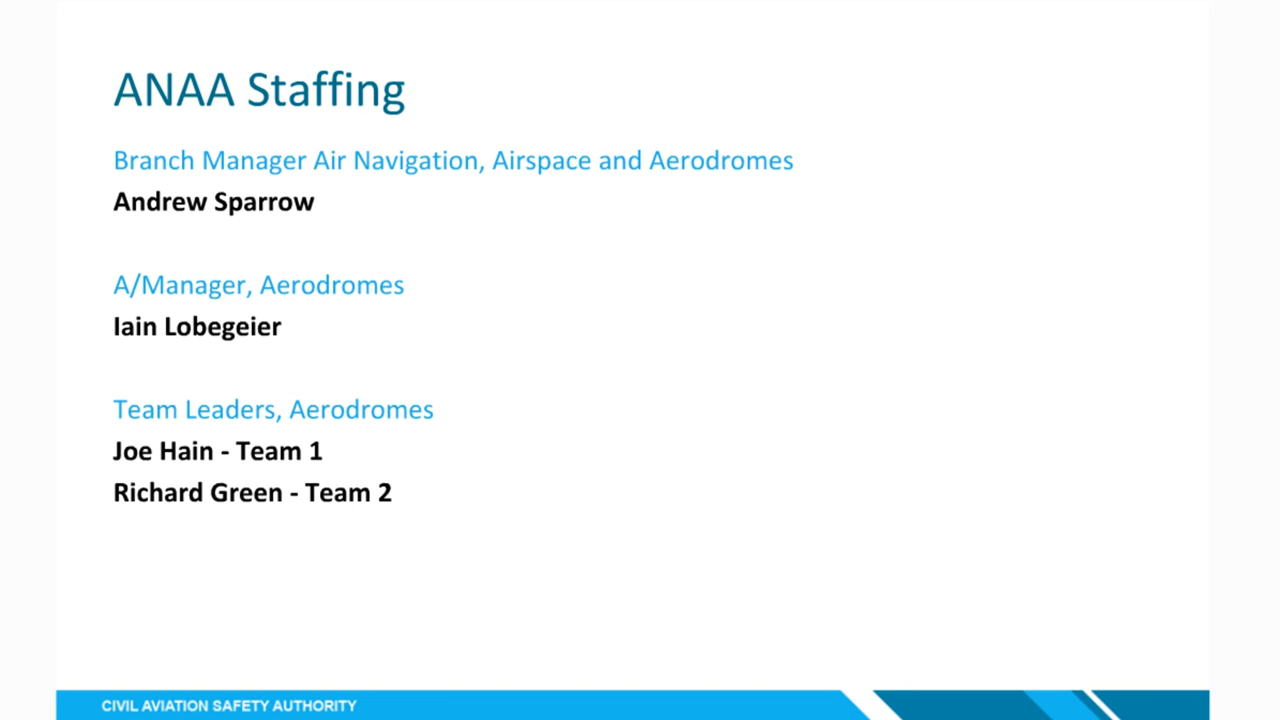 ANAA Staffing
Branch Manager Air Navigation, Airspace and Aerodromes
Andrew Sparrow
A/Manager, Aerodromes
Iain Lobegeier
Team Leaders, Aerodromes
Joe Hain - Team 1
Richard Green - Team 2
CIVIL AVIATION SAFETY AUTHORITY